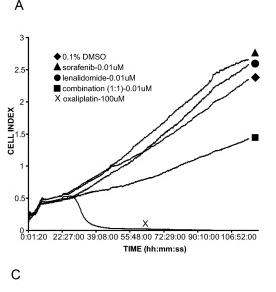 A
3
◆ 0.1% DMSO
▲ sorafenib-0.01uM
2.5
● lenalidomide-0.01uM
■ combination (1:1)-0.01uM
X oxaliplatin-100uM
2
CELL INDEX
1.5
1
0.5
X
0
0:01:20 22:27:00 39:08:00 55:48:00 72:29:00 90:10:00 106:52:00
TIME (hh:mm:ss)
C